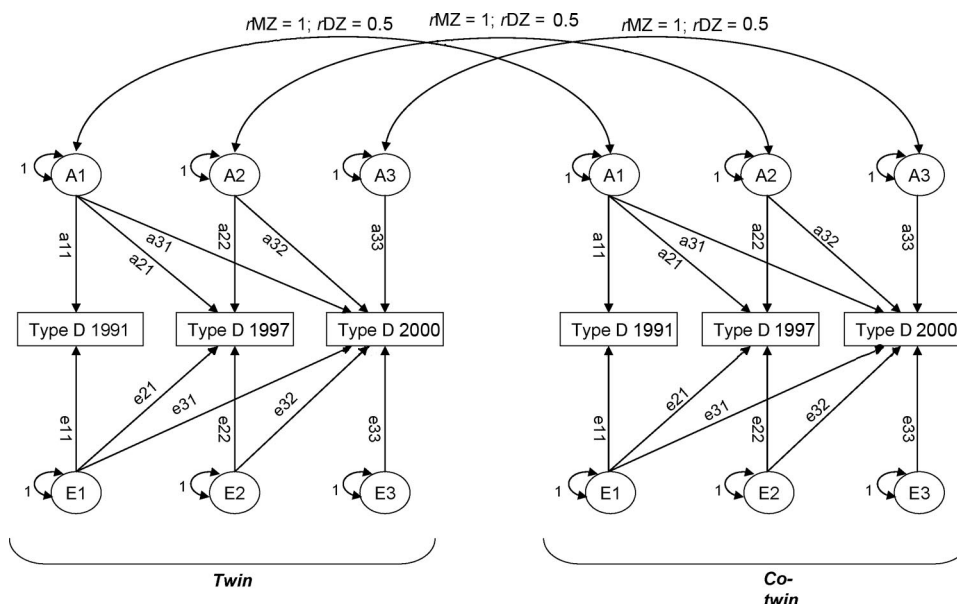 rMZ = 1; rDZ = 0.5 rMZ = 1; rDZ = 0.5 rMZ = 1; rDZ = 0.5
1 A1 1 A2 1 A3 1 A1 1 A2 1 A3
a11 a21 a31 a22 a32 a33 a11 a21 a31 a22 a32 a33
Type D 1991 Type D 1997 Type D 2000 Type D 1991 Type D 1997 Type D 2000
e11 e21 e31 e22 e32 e33 e11 e21 e31 e22 e32 e33
1 E1 1 E2 1 E3 1 E1 1 E2 1 E3
Twin Co-
twin